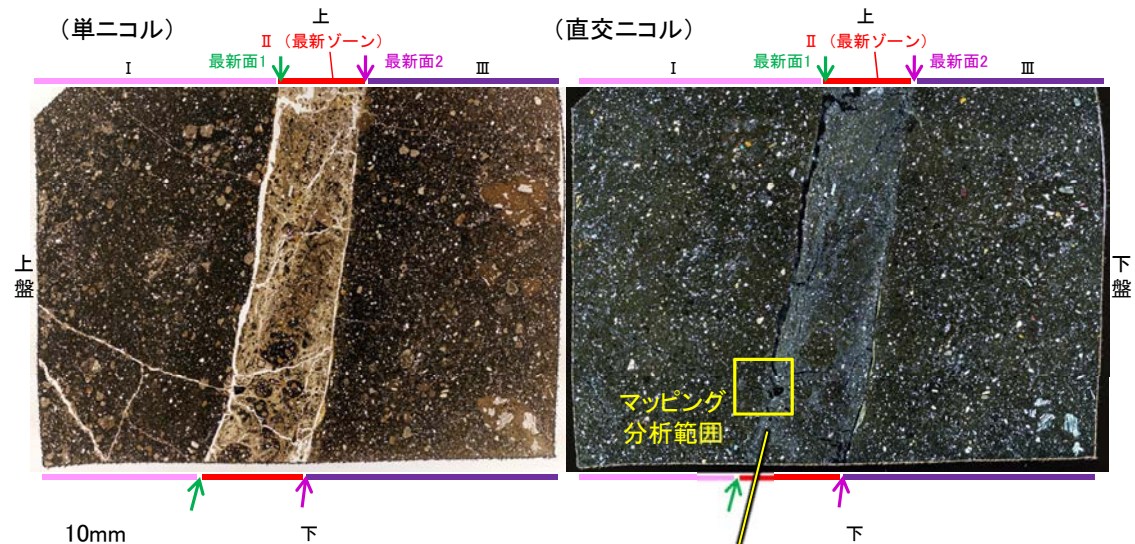 (単ニコル)
上
Ⅱ (最新ゾーン)
最新面1
最新面2
Ⅰ
Ⅲ
上盤
10mm
下
(直交ニコル)
上
Ⅱ (最新ゾーン)
最新面1
最新面2
Ⅰ
Ⅲ
下盤
マッピング
分析範囲
下